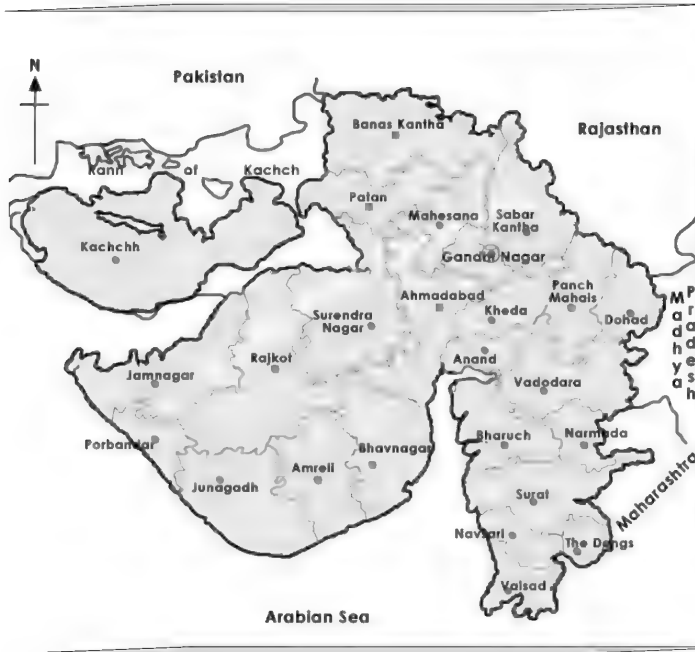 N
Pakistan
Banas Kantha
Rajasthan
Rann of Kachch
Patan
Mahesana
Sabar
Kantha
Kachchh
Gandhi Nagar
Ahmadabad
Panch
Mahals
Surendra
Nagar
Kheda
Dohad
Madhya
Pradesh
Rajkot
Anand
Jamnagar
Vadodara
Porbandar
Bhavnagar
Bharuch
Narmada
Amreli
Junagadh
Surat
Maharashtra
Navsari
The Dangs
Valsad
Arabian Sea